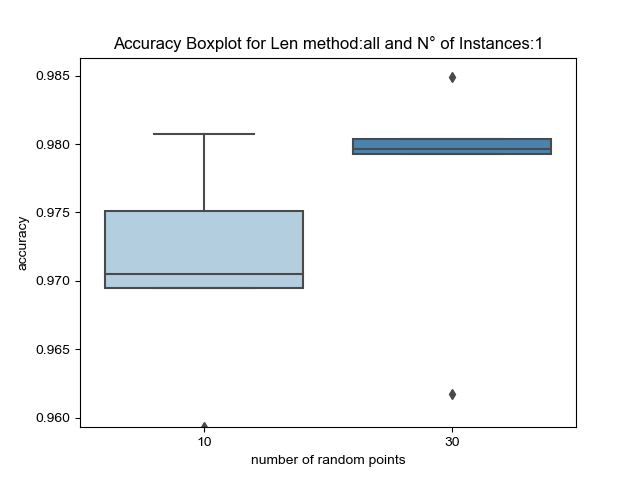 Accuracy Boxplot for Len method:all and N° of Instances:1
0.985
0.980
0.975
0.970
0.965
0.960
accuracy
10 30
number of random points